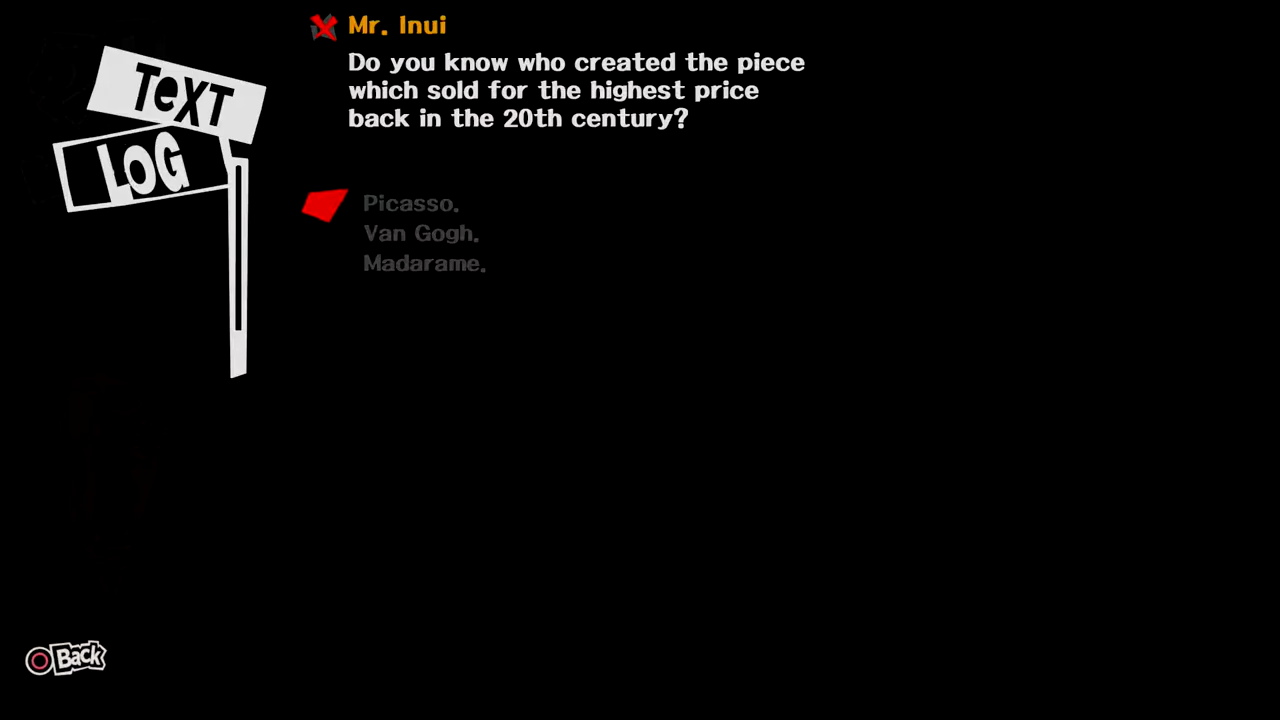 TeXT
LOG
Mr. Inui
Do you know who created the piece
which sold for the highest price
back in the 20th century?
Picasso.
Van Gogh.
Madarame.
Back